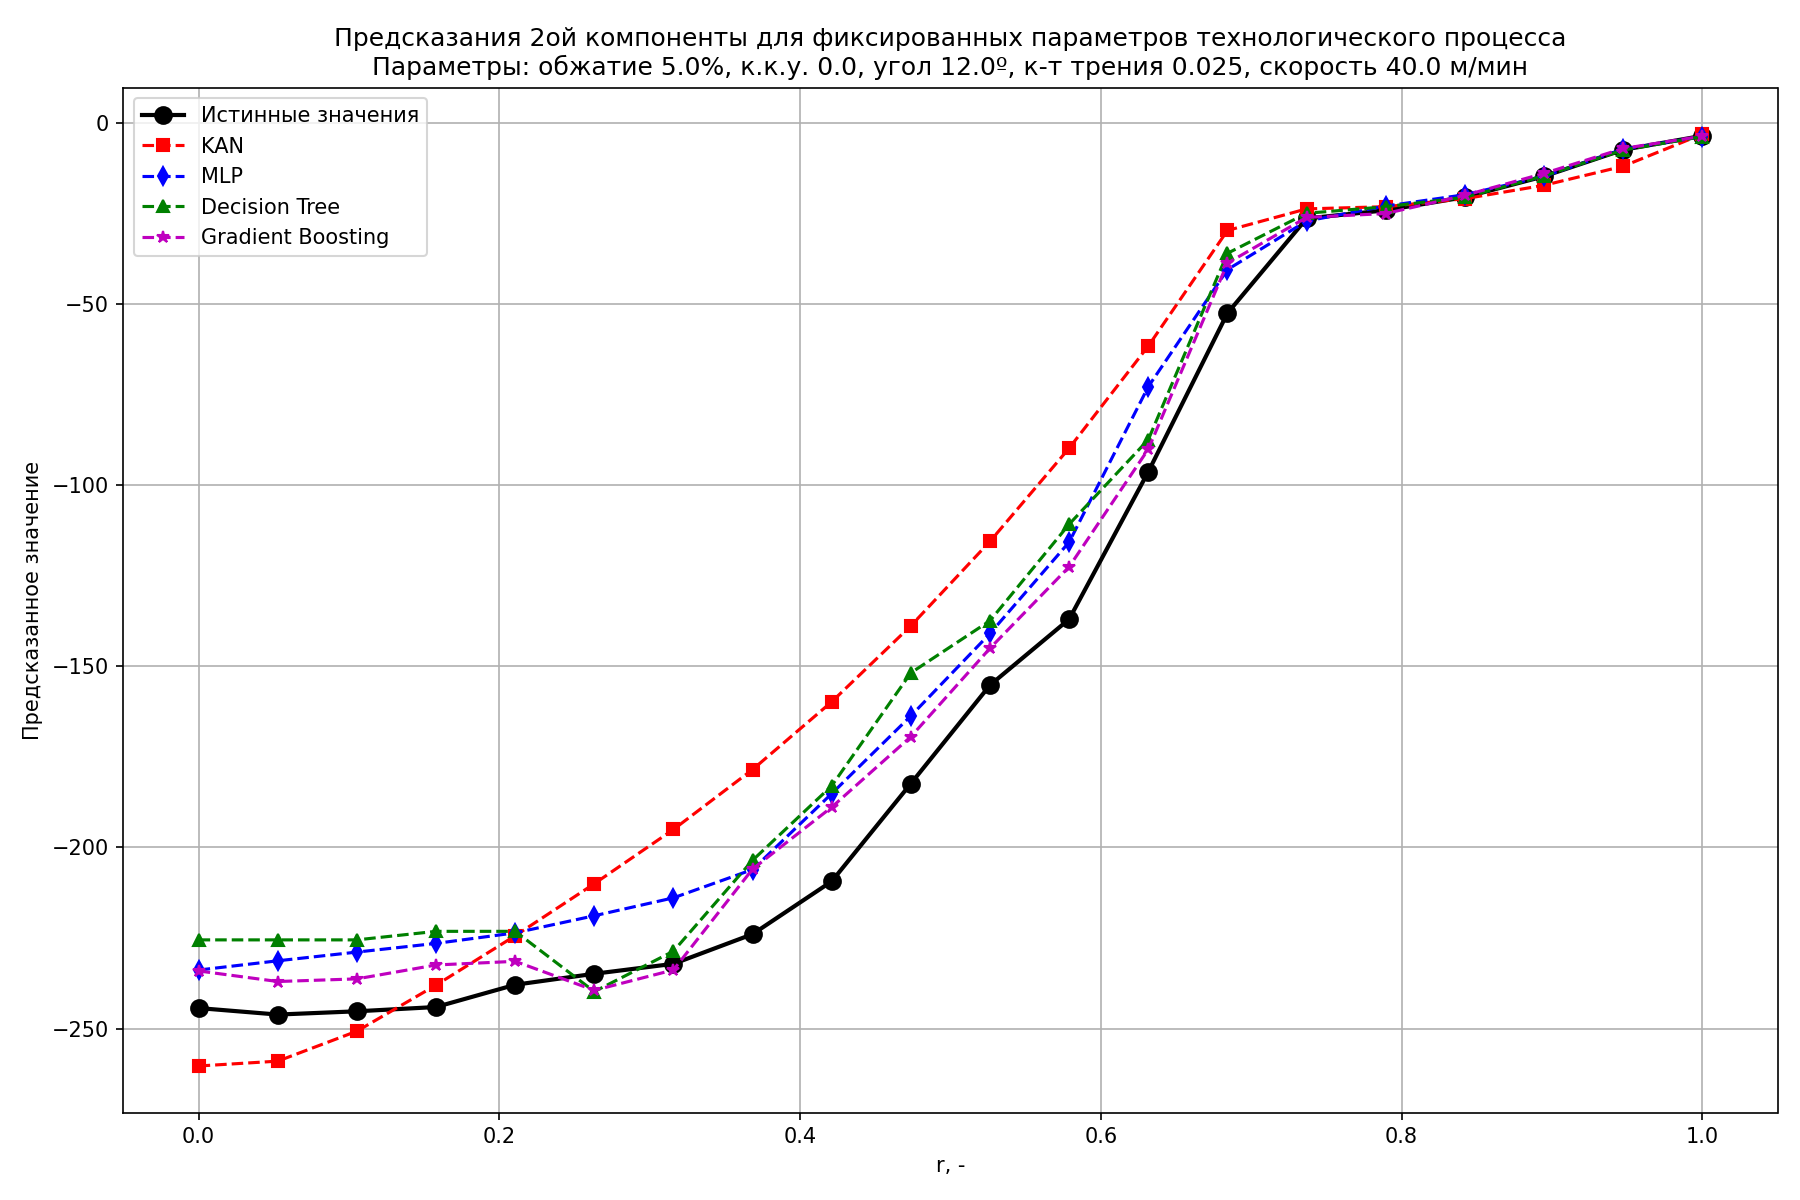 Предсказания 2ой компоненты для фиксированных параметров технологического процесса
Параметры: обжатие 5.0%, к.к.у. 0.0, угол 12.0º, к-т трения 0.025, скорость 40.0 м/мин
Истинные значения
KAN
MLP
Decision Tree
Gradient Boosting
Предсказанное значение
0
−50
−100
−150
−200
−250
0.0 0.2 0.4 0.6 0.8 1.0
r, -